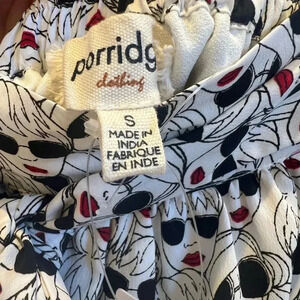 porridg
clothing
S
MADE IN
INDIA
FABRIQUE
EN INDE